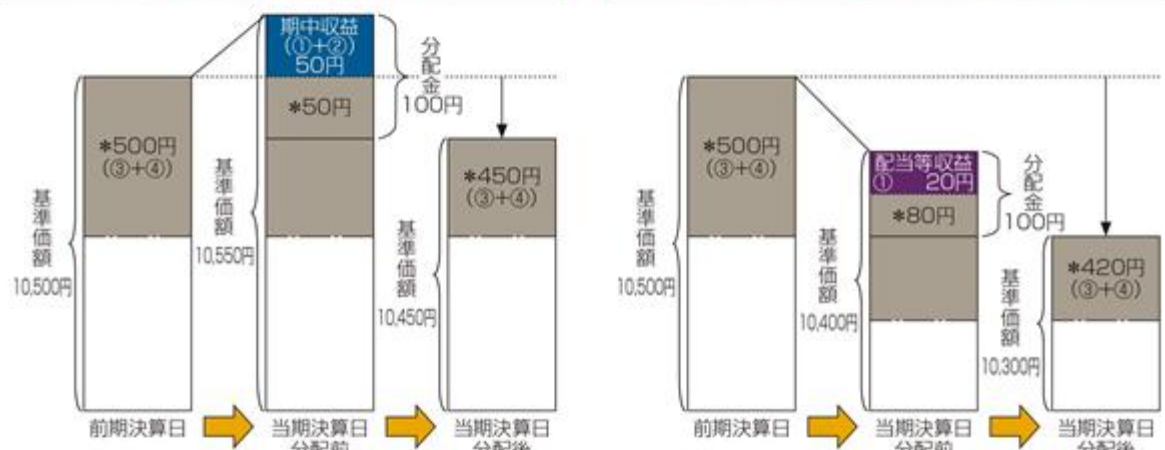 期中収益
(①+②)
50円
分配金
100円
*50円
*500円
(③+④)
*450円
(③+④)
基準価額
10,500円
基準価額
10,550円
基準価額
10,450円
前期決算日
当期決算日
分配前
当期決算日
分配後
*500円
(③+④)
配当等収益
① 20円
分配金
100円
*80円
*420円
(③+④)
基準価額
10,500円
基準価額
10,400円
基準価額
10,300円
前期決算日
当期決算日
分配前
当期決算日
分配後